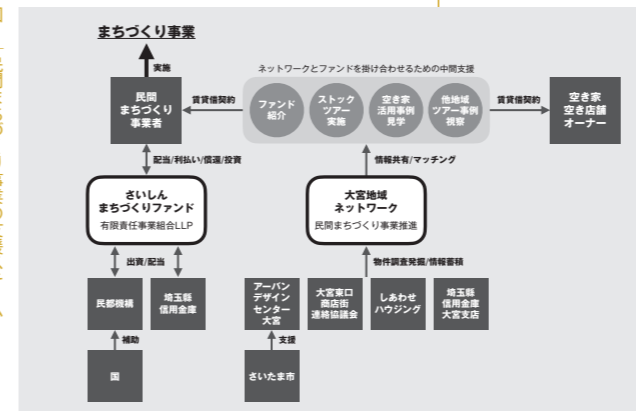 まちづくり事業
実施
ネットワークとファンドを掛け合わせるための中間支援
民間
まちづくり
事業者
賃貸借契約
ファンド
紹介
ストック
ツアー
実施
空き家
活用事例
見学
他地域
ツアー事例
視察
賃貸借契約
空き家
空き店舗
オーナー
配当/利払い/償還/投資
情報共有/マッチング
さいしん
まちづくりファンド
有限責任事業組合LLP
大宮地域
ネットワーク
民間まちづくり事業推進
出資/配当
物件調査発掘/情報蓄積
民都機構
埼玉縣
信用金庫
アーバン
デザイン
センター
大宮
大宮東口
商店街
連絡協議会
しあわせ
ハウジング
埼玉縣
信用金庫
大宮支店
補助
支援
国
さいたま市